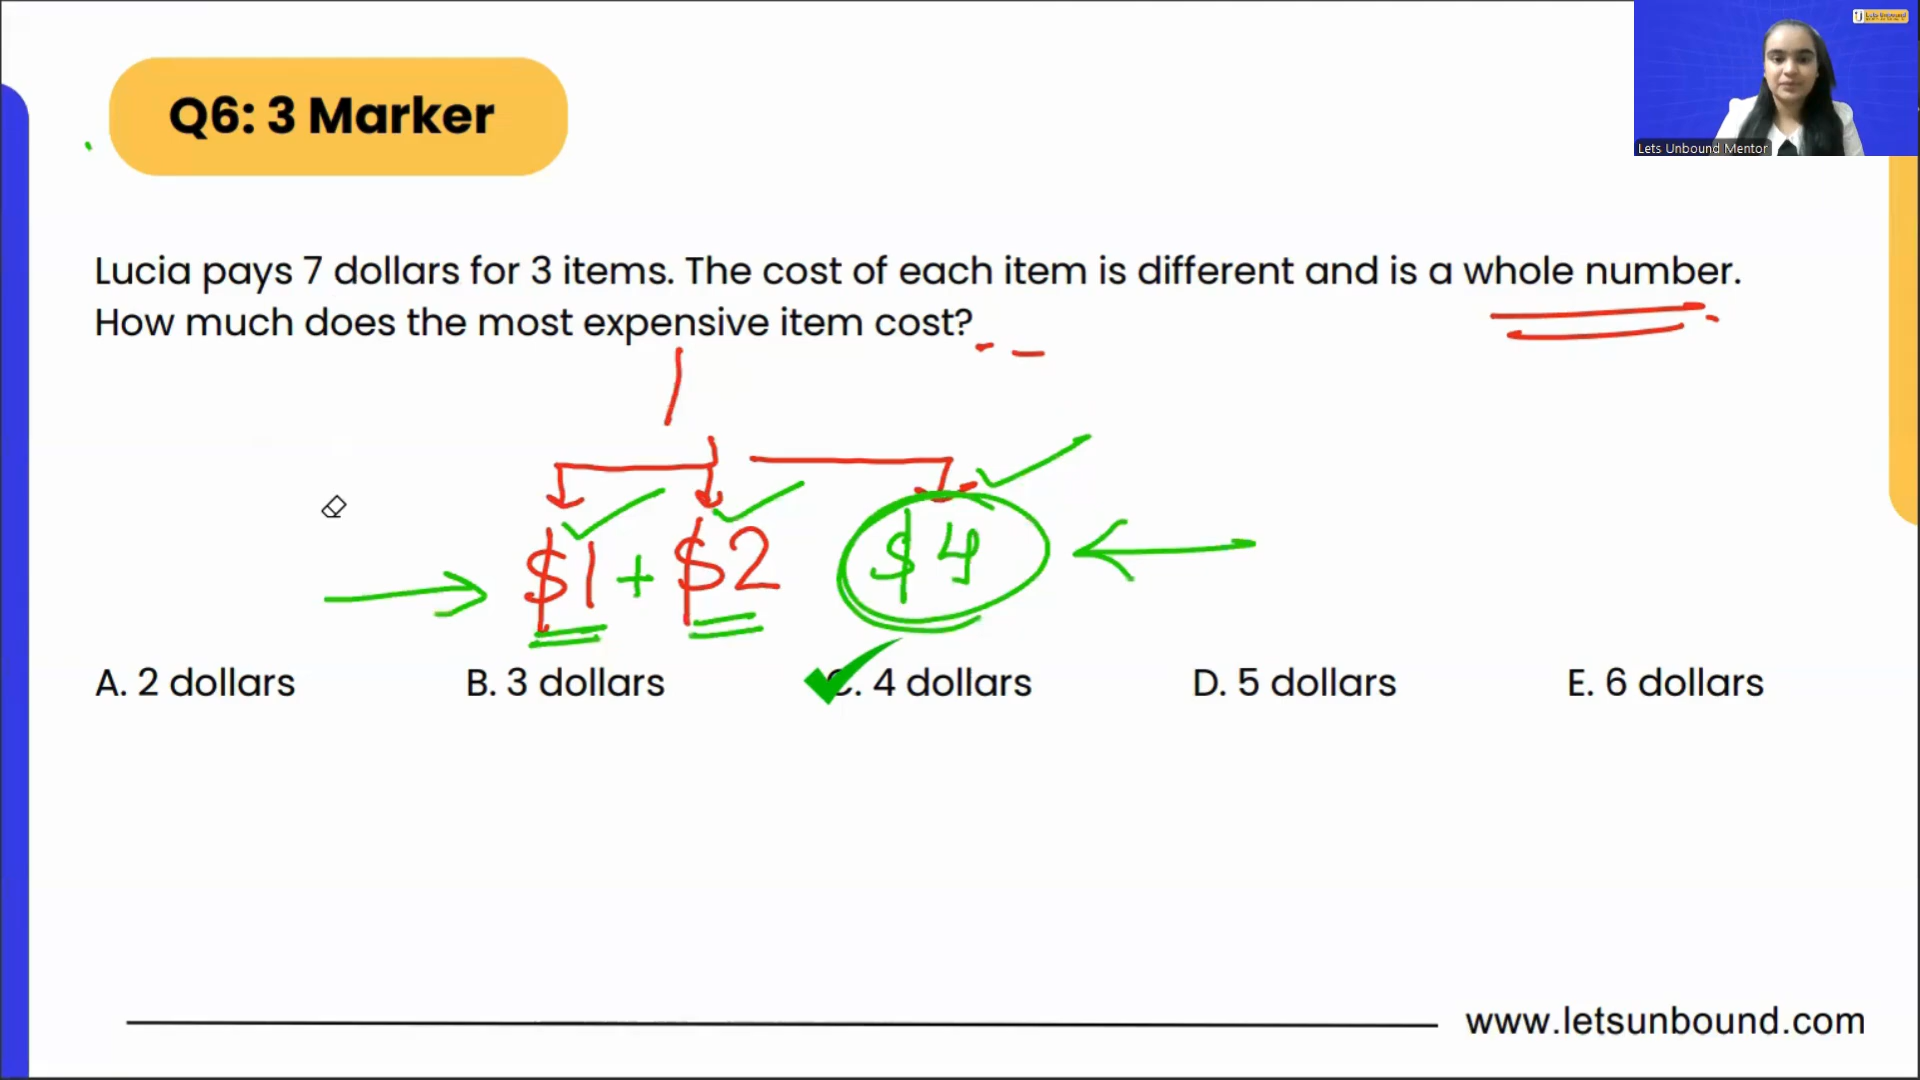 Lets Unbound
Lets Unbound Mentor
Q6: 3 Marker
Lucia pays 7 dollars for 3 items. The cost of each item is different and is a whole number.
How much does the most expensive item cost?
$1 + $2 $4
A. 2 dollars B. 3 dollars C. 4 dollars D. 5 dollars E. 6 dollars
www.letsunbound.com